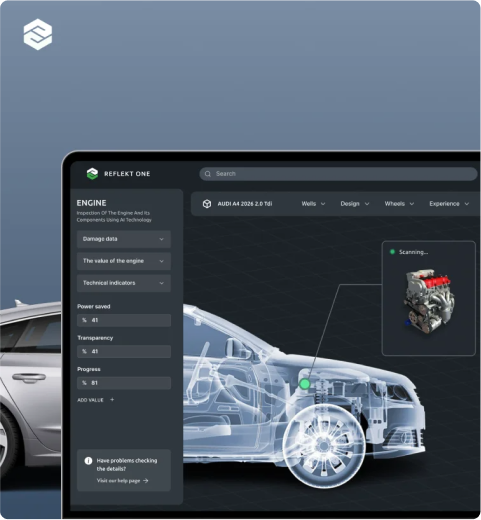 REFLEKT ONE
Search
ENGINE
Inspection Of The Engine And Its
Components Using AI Technology
AUDI A4 2026 2.0 Tdi
Wells
Design
Wheels
Experience
Damage data
The value of the engine
Technical indicators
Power saved
% 41
Transparency
% 41
Progress
% 81
ADD VALUE +
Scanning...
Have problems checking
the details?
Visit our help page →